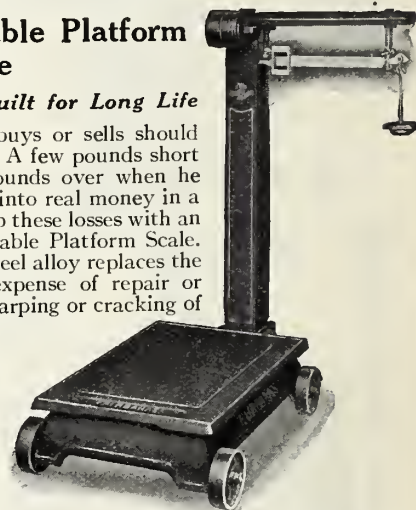 ble Platform
e
uilt for Long Life
buys or sells should
A few pounds short
ounds over when he
into real money in a
p these losses with an
able Platform Scale.
eel alloy replaces the
xpense of repair or
arping or cracking of